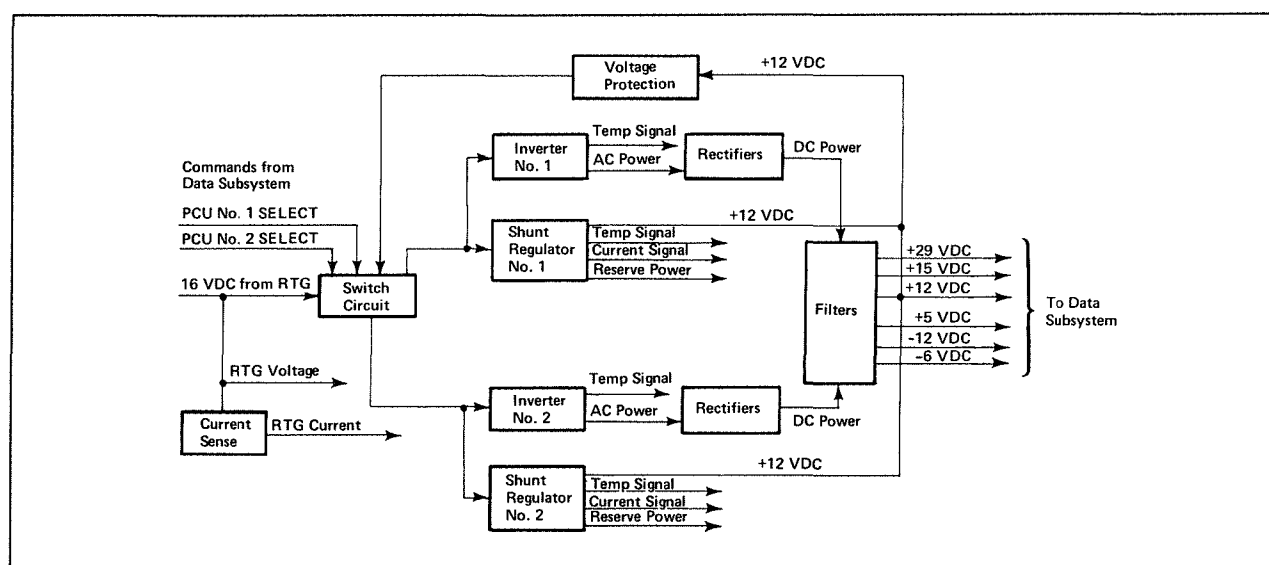 Voltage
Protection
+12 VDC
Temp Signal
Inverter
No. 1
AC Power
Rectifiers
DC Power
Commands from
Data Subsystem
PCU No. 1 SELECT
PCU No. 2 SELECT
16 VDC from RTG
Switch
Circuit
Shunt
Regulator
No. 1
+12 VDC
Temp Signal
Current Signal
Reserve Power
Filters
+29 VDC
+15 VDC
+12 VDC
+5 VDC
-12 VDC
-6 VDC
To Data
Subsystem
RTG Voltage
Current
Sense
RTG Current
Temp Signal
Inverter
No. 2
AC Power
Rectifiers
DC Power
Shunt
Regulator
No. 2
+12 VDC
Temp Signal
Current Signal
Reserve Power